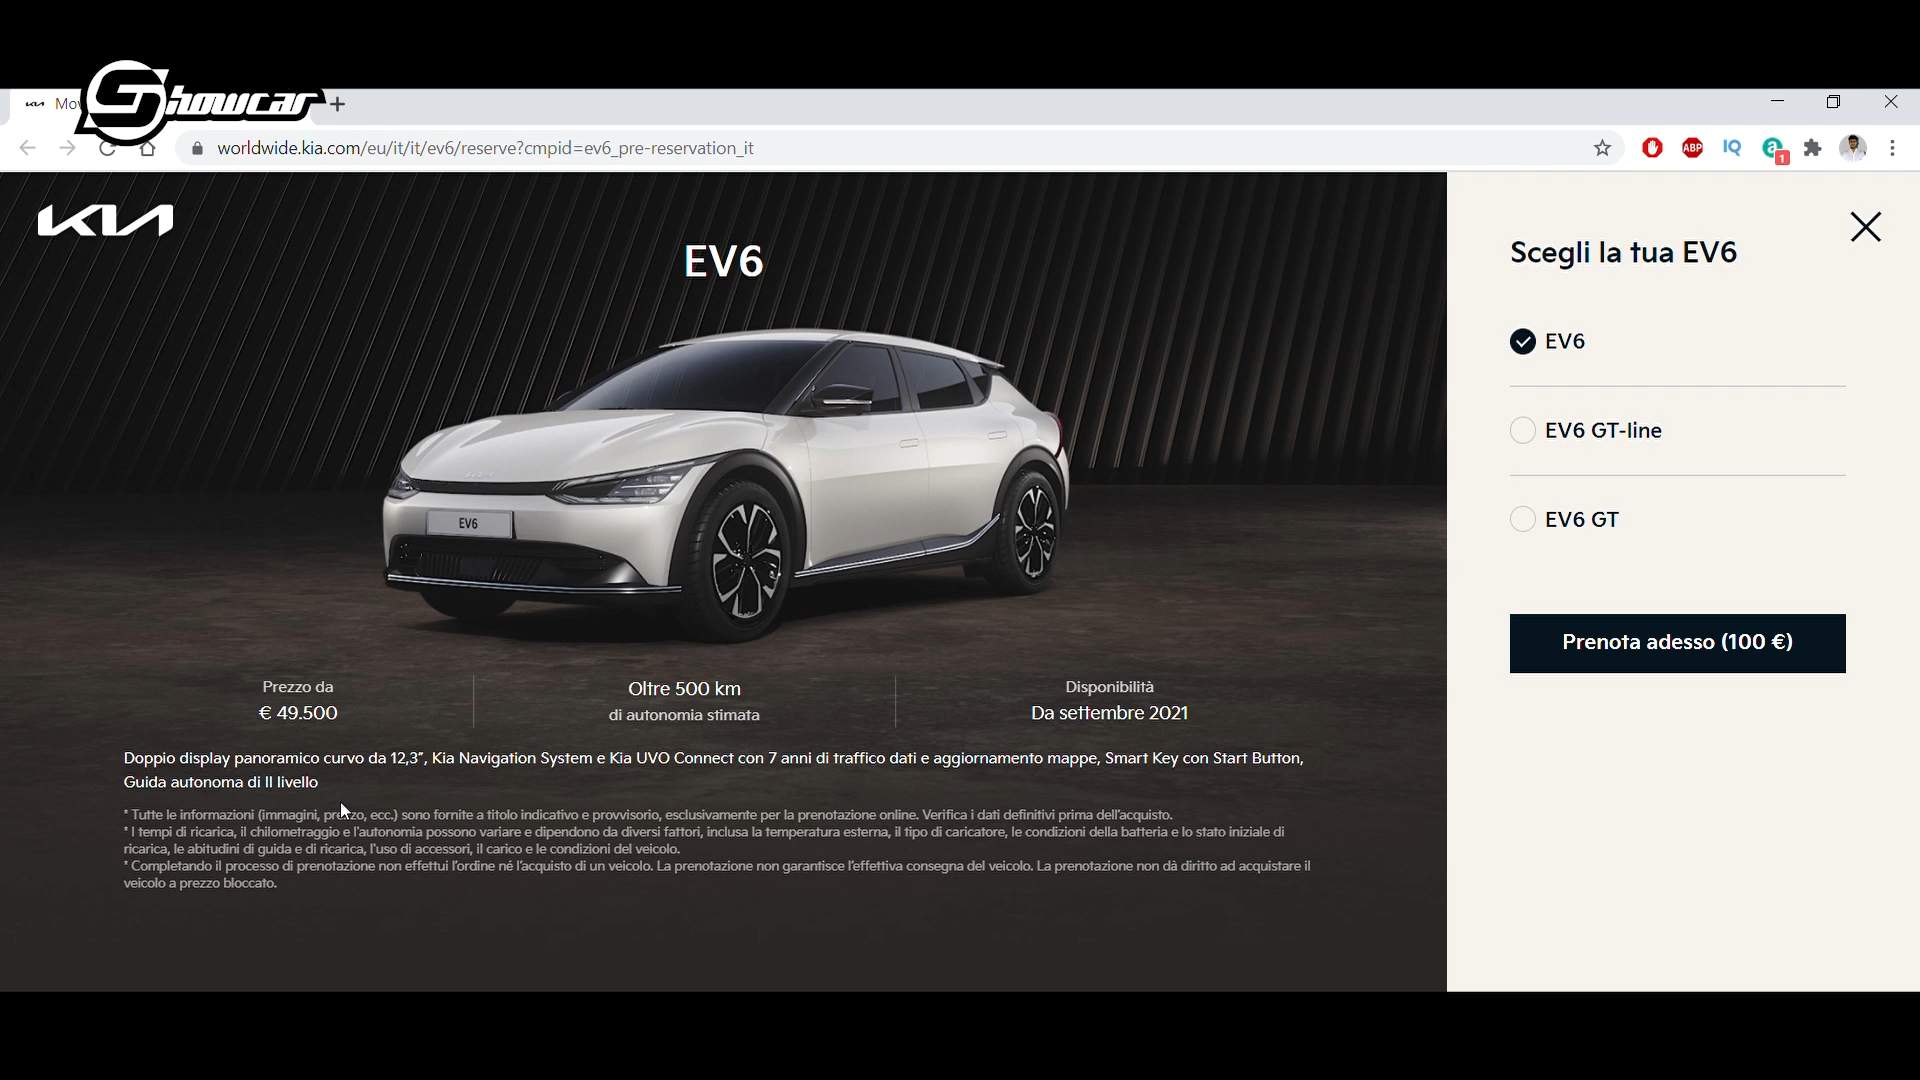 Showcar
Mo
worldwide.kia.com/eu/it/it/ev6/reserve?cmpid=ev6_pre-reservation_it
ABP
IQ
a
1
KIA
EV6
EV6
Prezzo da
€ 49.500
Oltre 500 km
di autonomia stimata
Disponibilità
Da settembre 2021
Doppio display panoramico curvo da 12,3", Kia Navigation System e Kia UVO Connect con 7 anni di traffico dati e aggiornamento mappe, Smart Key con Start Button,
Guida autonoma di II livello
* Tutte le informazioni (immagini, prezzo, ecc.) sono fornite a titolo indicativo e provvisorio, esclusivamente per la prenotazione online. Verifica i dati definitivi prima dell'acquisto.
* I tempi di ricarica, il chilometraggio e l'autonomia possono variare e dipendono da diversi fattori, inclusa la temperatura esterna, il tipo di caricatore, le condizioni della batteria e lo stato iniziale di
ricarica, le abitudini di guida e di ricarica, l'uso di accessori, il carico e le condizioni del veicolo.
* Completando il processo di prenotazione non effettui l'ordine né l'acquisto di un veicolo. La prenotazione non garantisce l'effettiva consegna del veicolo. La prenotazione non dà diritto ad acquistare il
veicolo a prezzo bloccato.
Scegli la tua EV6
EV6
EV6 GT-line
EV6 GT
Prenota adesso (100 €)